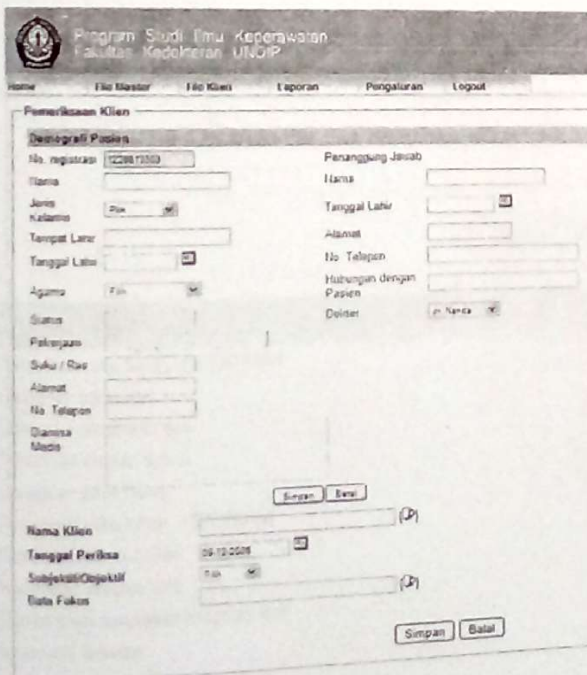 Program Studi Ilmu Keperawatan
Fakultas Kedokteran UNDIP
Home File Master File Klien Laporan Pengaturan Logout
Pemeriksaan Klien
Demografi Pasien
No. registrasi
Nama
Jenis Kelamin
Tempat Lahir
Tanggal Lahir
Agama
Status
Pekerjaan
Suku / Ras
Alamat
No. Telepon
Diagnosa Medis
Penanggung Jawab
Nama
Tanggal Lahir
Alamat
No. Telepon
Hubungan dengan Pasien
Dokter
Simpan Batal
Nama Klien
Tanggal Periksa
Subjektif/Objektif
Data Fokus
Simpan Batal